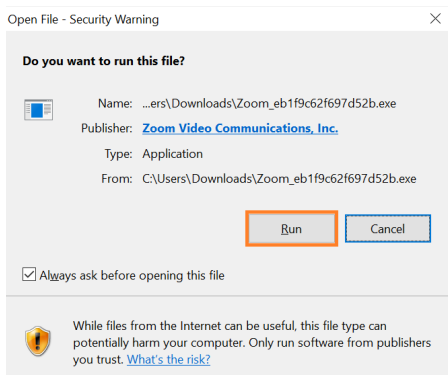 Open File - Security Warning
Do you want to run this file?
Name: ...ers\Downloads\Zoom_eb1f9c62f697d52b.exe
Publisher: Zoom Video Communications, Inc.
Type: Application
From: C:\Users\Downloads\Zoom_eb1f9c62f697d52b.exe
Run Cancel
Always ask before opening this file
While files from the Internet can be useful, this file type can
potentially harm your computer. Only run software from publishers
you trust. What's the risk?